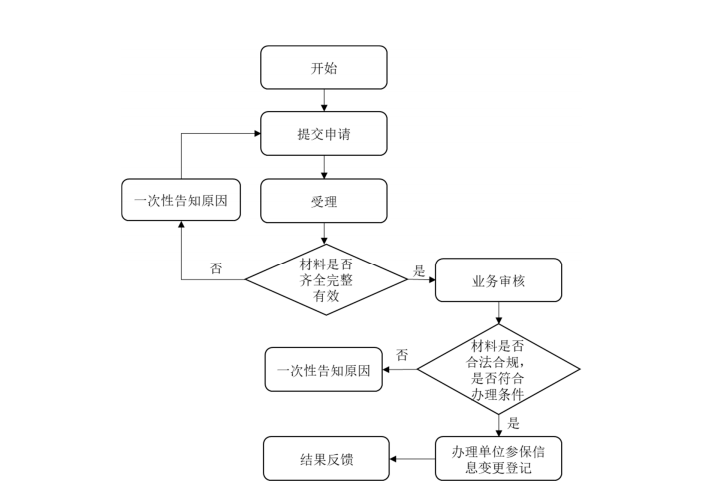 开始
提交申请
一次性告知原因
受理
否
材料是否
齐全完整
有效
是
业务审核
一次性告知原因
否
材料是否
合法合规,
是否符合
办理条件
是
结果反馈
办理单位参保信
息变更登记